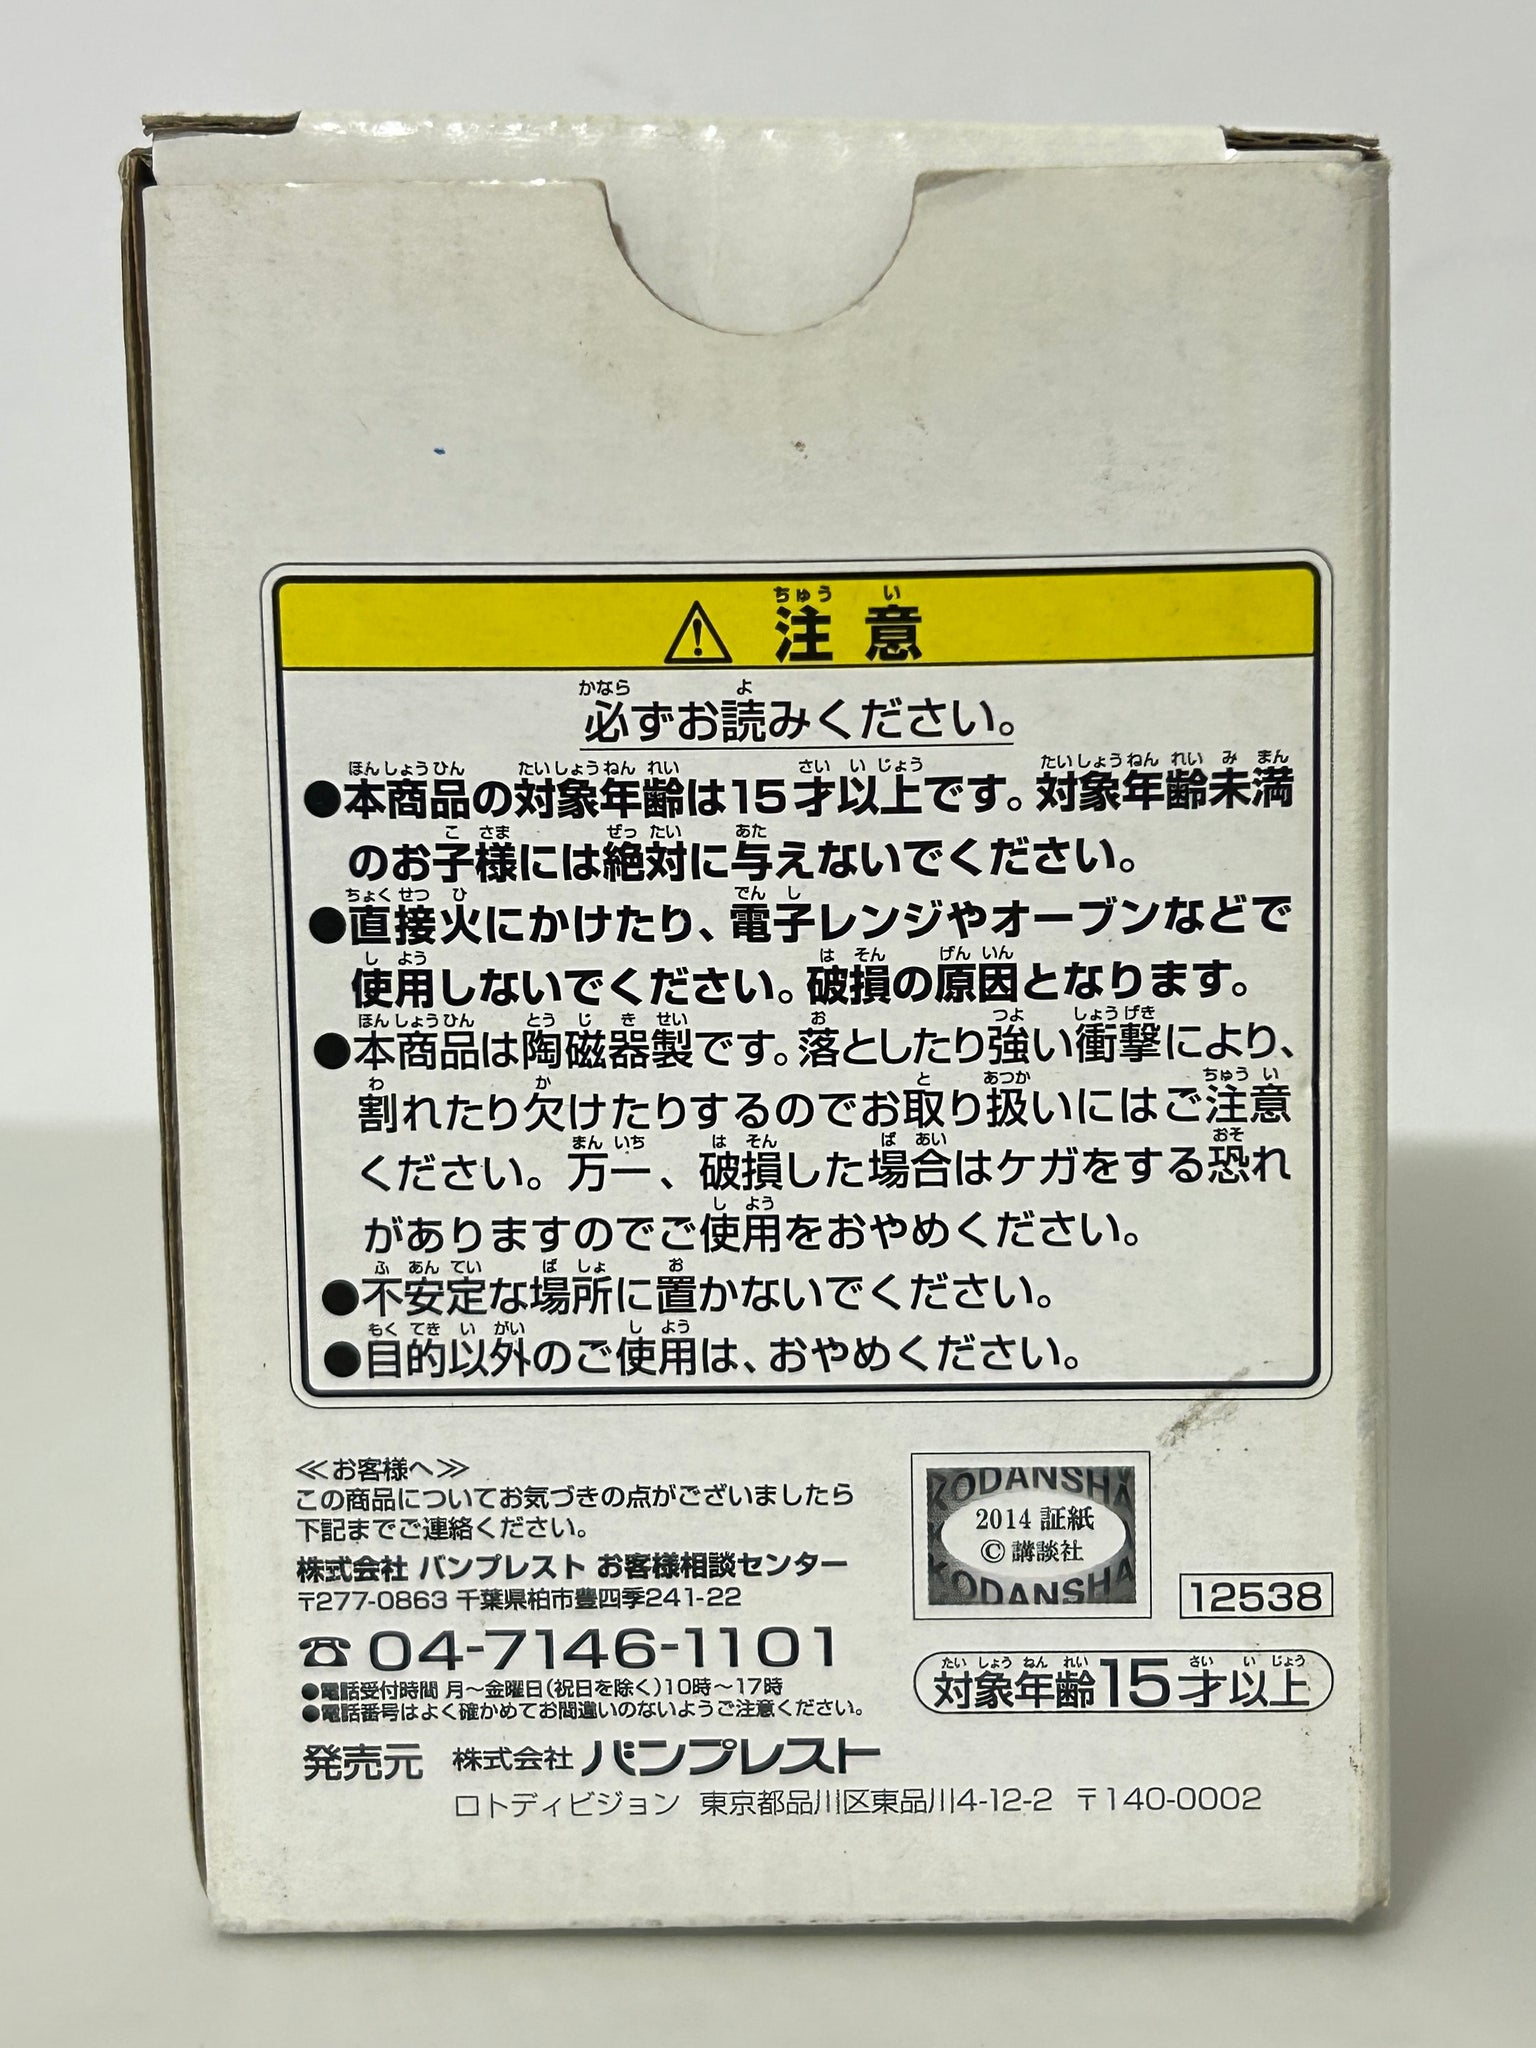 ⚠ 注意
必ずお読みください。
●本商品の対象年齢は15才以上です。対象年齢未満
のお子様には絶対に与えないでください。
●直接火にかけたり、電子レンジやオーブンなどで
使用しないでください。破損の原因となります。
●本商品は陶磁器製です。落としたり強い衝撃により、
割れたり欠けたりするのでお取り扱いにはご注意
ください。万一、破損した場合はケガをする恐れ
がありますのでご使用をおやめください。
●不安定な場所に置かないでください。
●目的以外のご使用は、おやめください。
≪お客様へ≫
この商品についてお気づきの点がございましたら
下記までご連絡ください。
株式会社 バンプレスト お客様相談センター
〒277-0863 千葉県柏市豊四季241-22
☎ 04-7146-1101
●電話受付時間 月～金曜日(祝日を除く)10時～17時
●電話番号はよく確かめてお間違いのないようご注意ください。
KODANSHA
2014 証紙
© 講談社
KODANSHA
12538
対象年齢15才以上
発売元 株式会社 バンプレスト
ロトディビジョン 東京都品川区東品川4-12-2 〒140-0002